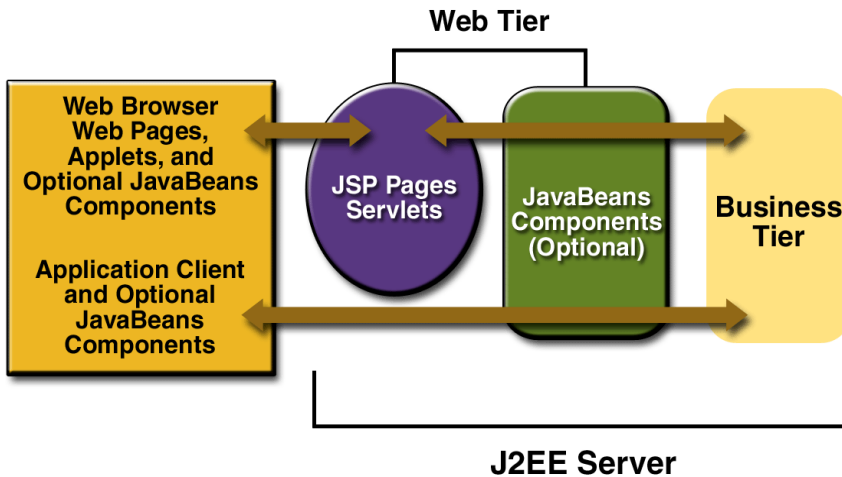 Web Tier
Web Browser
Web Pages,
Applets, and
Optional JavaBeans
Components
Application Client
and Optional
JavaBeans
Components
JSP Pages
Servlets
JavaBeans
Components
(Optional)
Business
Tier
J2EE Server